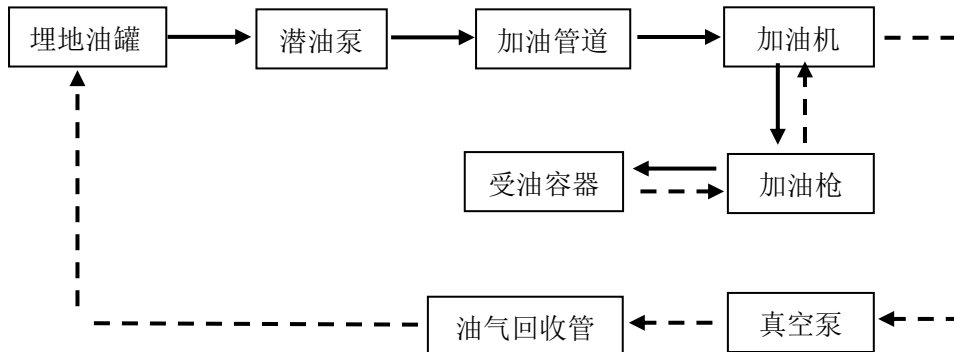 埋地油罐
潜油泵
加油管道
加油机
受油容器
加油枪
油气回收管
真空泵